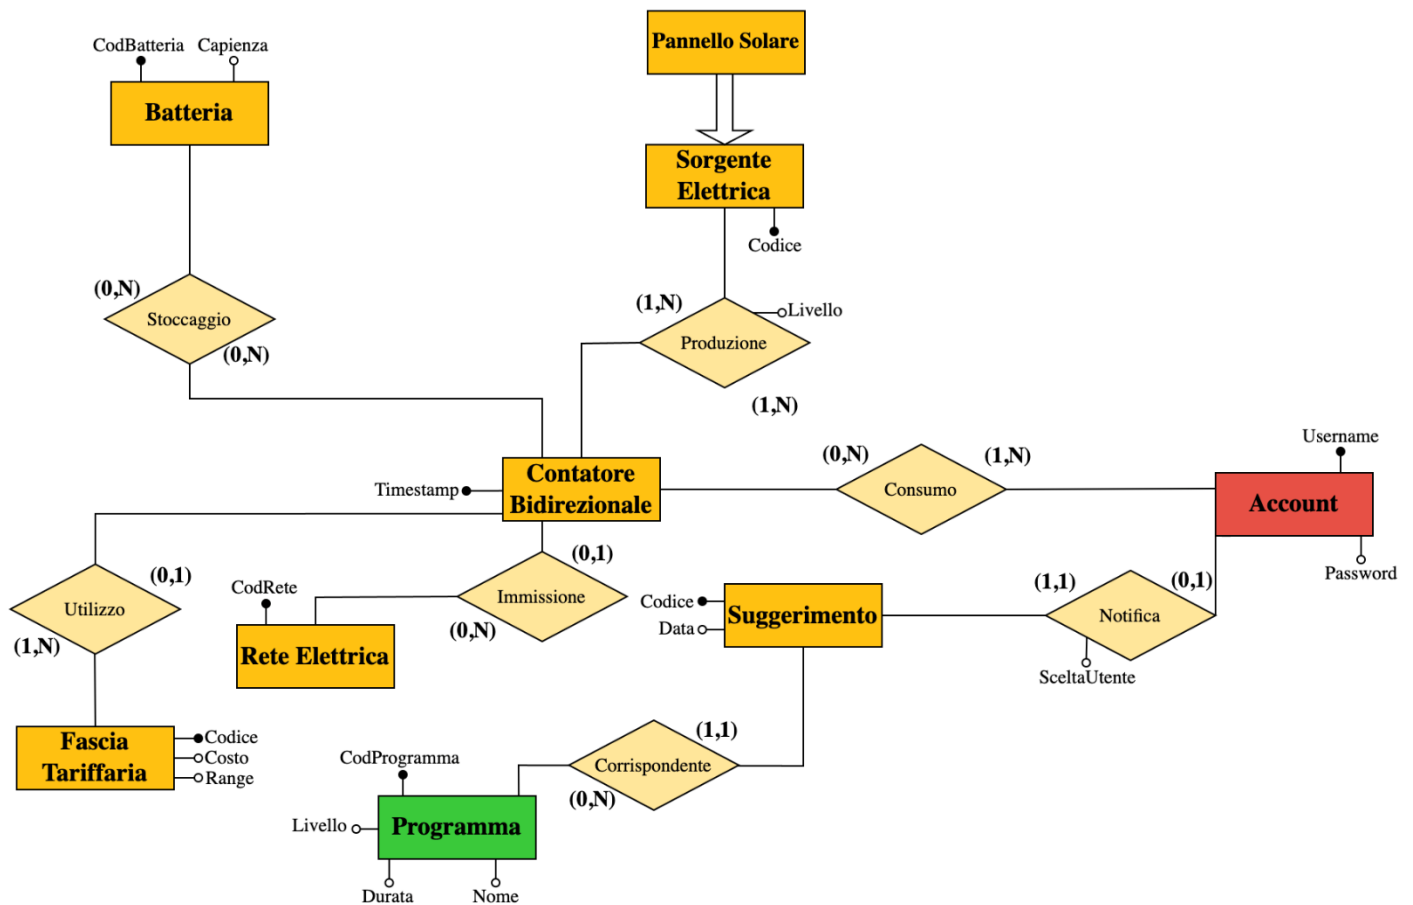 Pannello Solare
CodBatteria
Capienza
Batteria
Sorgente
Elettrica
Codice
(0,N)
Stoccaggio
(0,N)
(1,N)
Livello
Produzione
(1,N)
Username
Timestamp
Contatore
Bidirezionale
(0,N)
Consumo
(1,N)
Account
Password
(0,1)
Utilizzo
(1,N)
CodRete
(0,1)
Immissione
(0,N)
Rete Elettrica
Codice
Data
Suggerimento
(1,1)
(0,1)
Notifica
SceltaUtente
Fascia
Tariffaria
Codice
Costo
Range
(1,1)
Corrispondente
(0,N)
CodProgramma
Livello
Programma
Durata
Nome